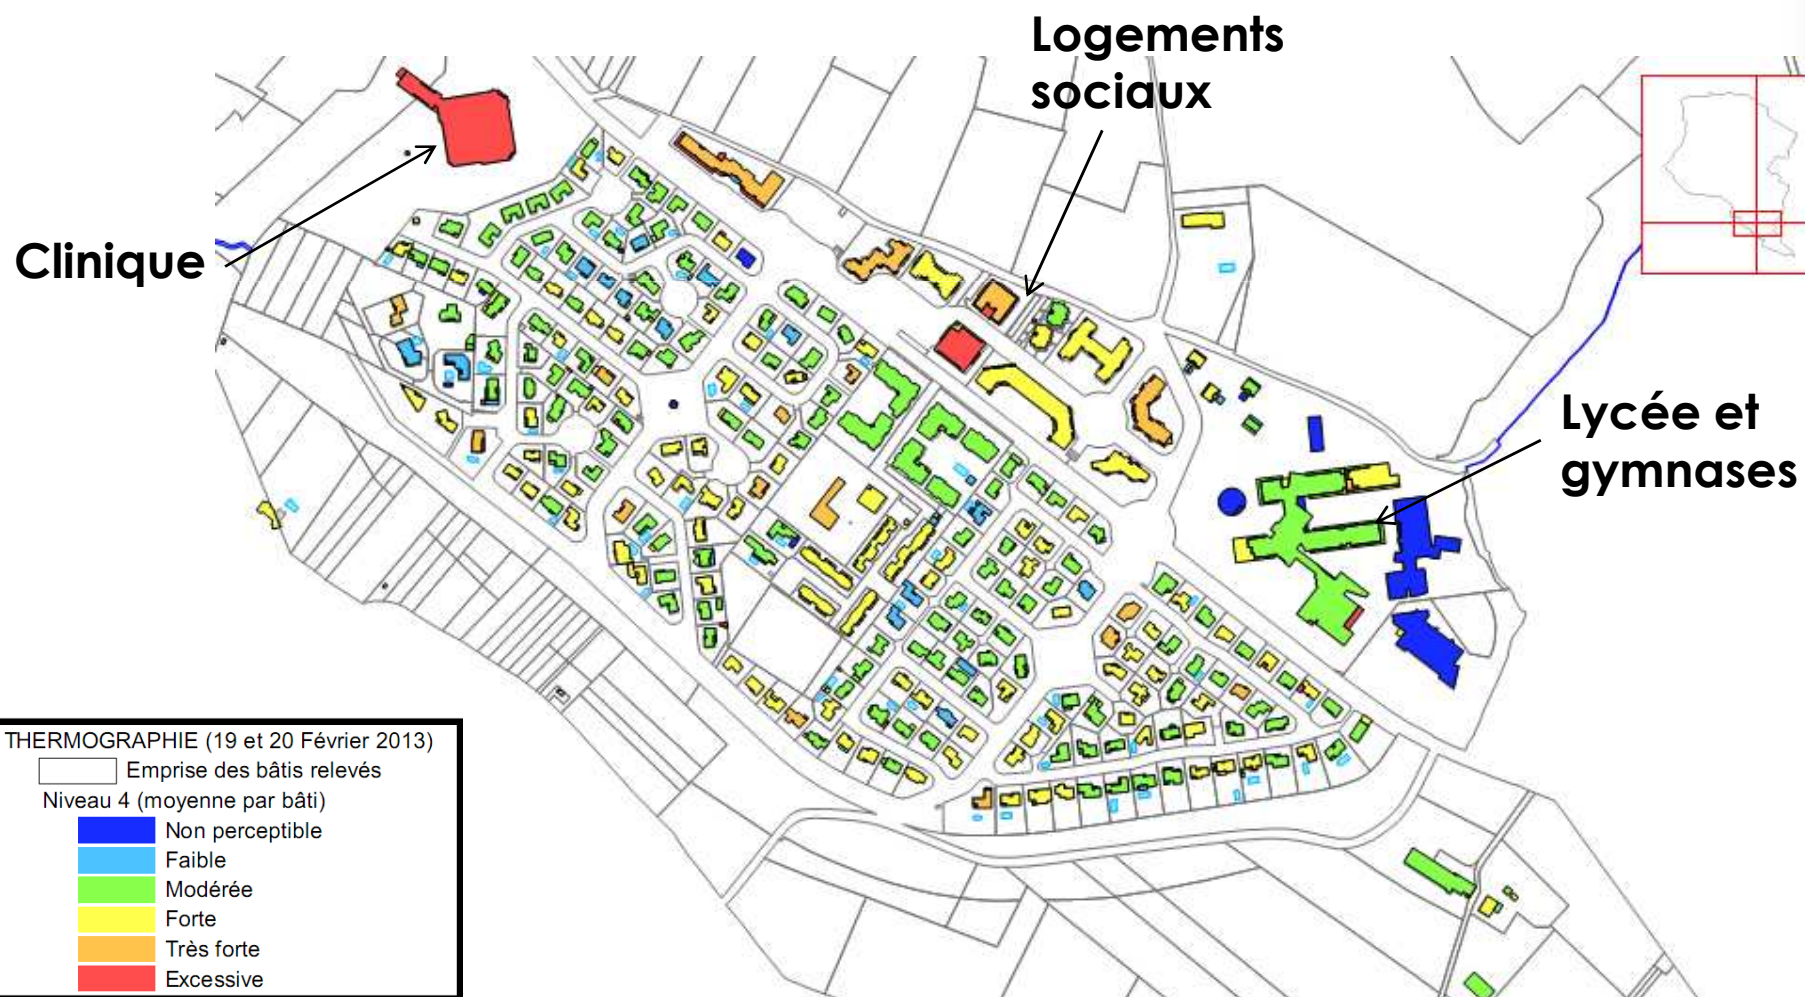 Logements
sociaux
Clinique
Lycée et
gymnases
THERMOGRAPHIE (19 et 20 Février 2013)
Emprise des bâtis relevés
Niveau 4 (moyenne par bâti)
Non perceptible
Faible
Modérée
Forte
Très forte
Excessive